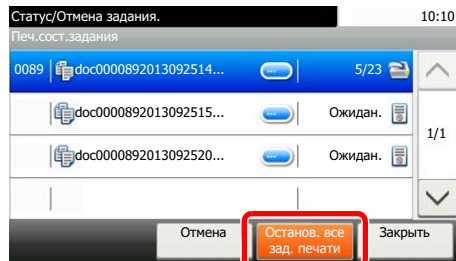 Статус/Отмена задания. 10:10
Печ.сост.задания
0089 doc0000892013092514... 5/23
doc0000892013092515... Ожидан.
1/1
doc0000892013092520... Ожидан.
Отмена Останов. все зад. печати Закрыть